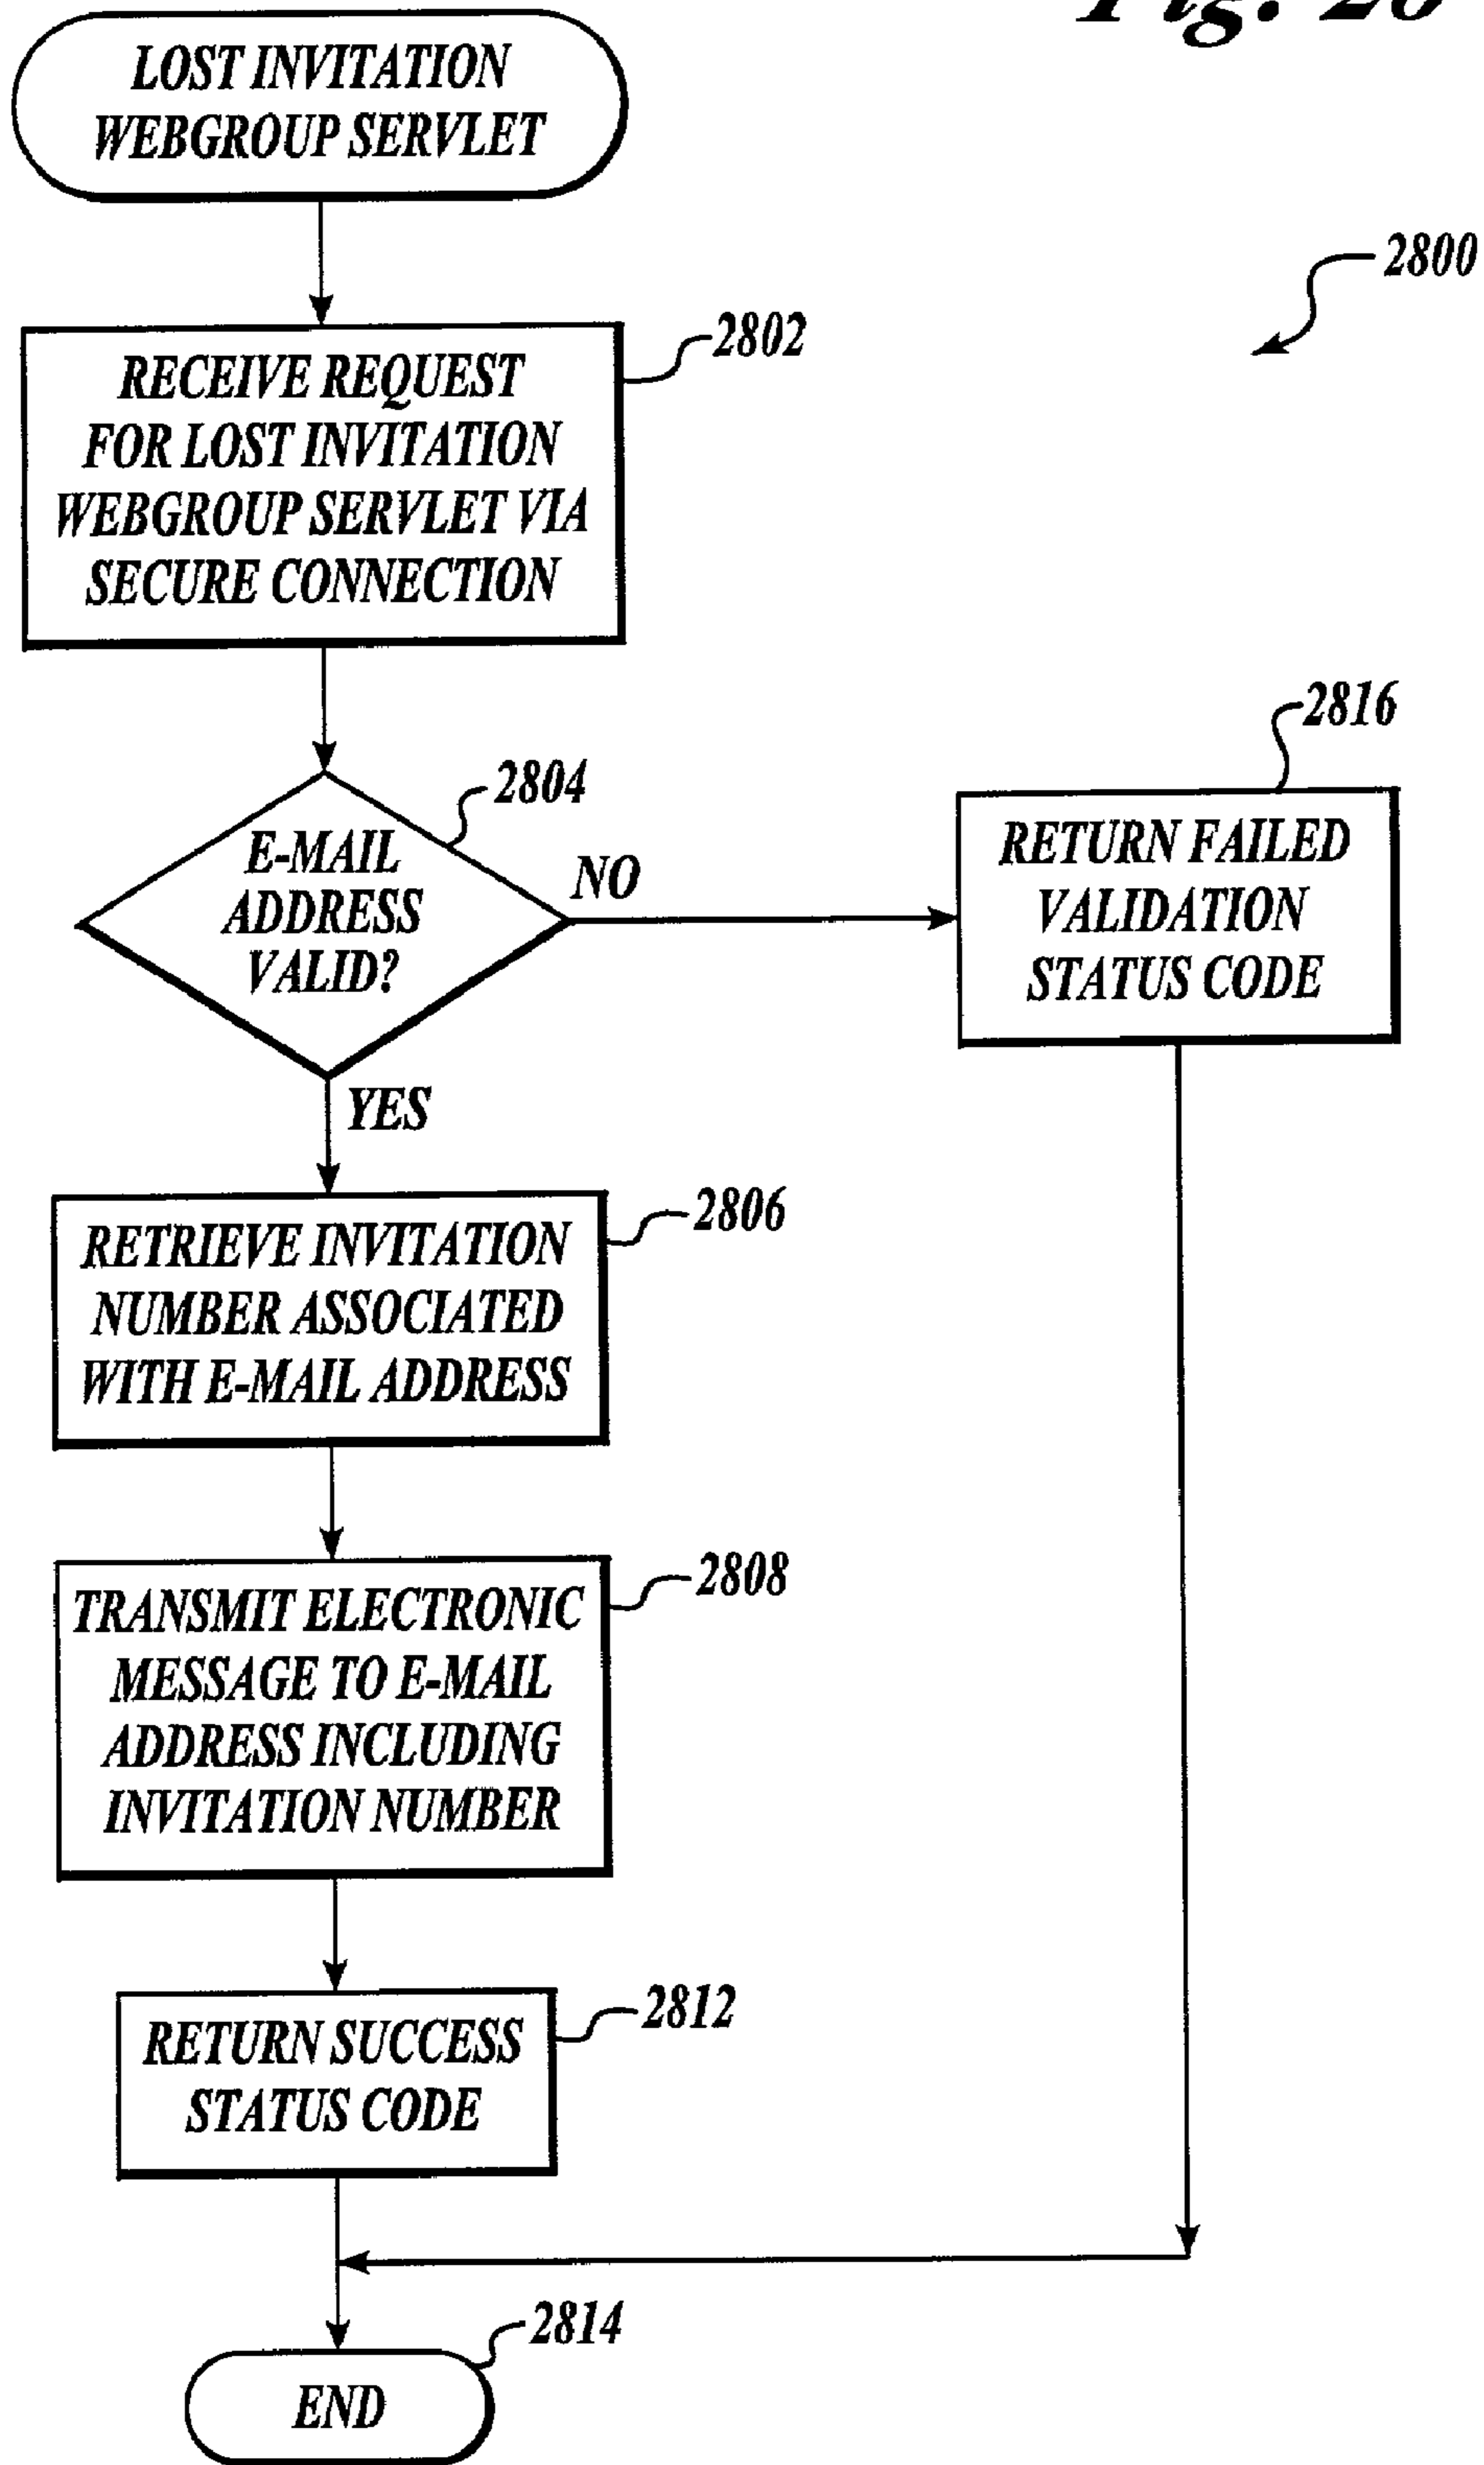 Fig. 28
LOST INVITATION
WEBGROUP SERVLET
2800
2802
RECEIVE REQUEST
FOR LOST INVITATION
WEBGROUP SERVLET VIA
SECURE CONNECTION
2816
2804
E-MAIL
ADDRESS
VALID?
NO
RETURN FAILED
VALIDATION
STATUS CODE
YES
2806
RETRIEVE INVITATION
NUMBER ASSOCIATED
WITH E-MAIL ADDRESS
2808
TRANSMIT ELECTRONIC
MESSAGE TO E-MAIL
ADDRESS INCLUDING
INVITATION NUMBER
2812
RETURN SUCCESS
STATUS CODE
2814
END